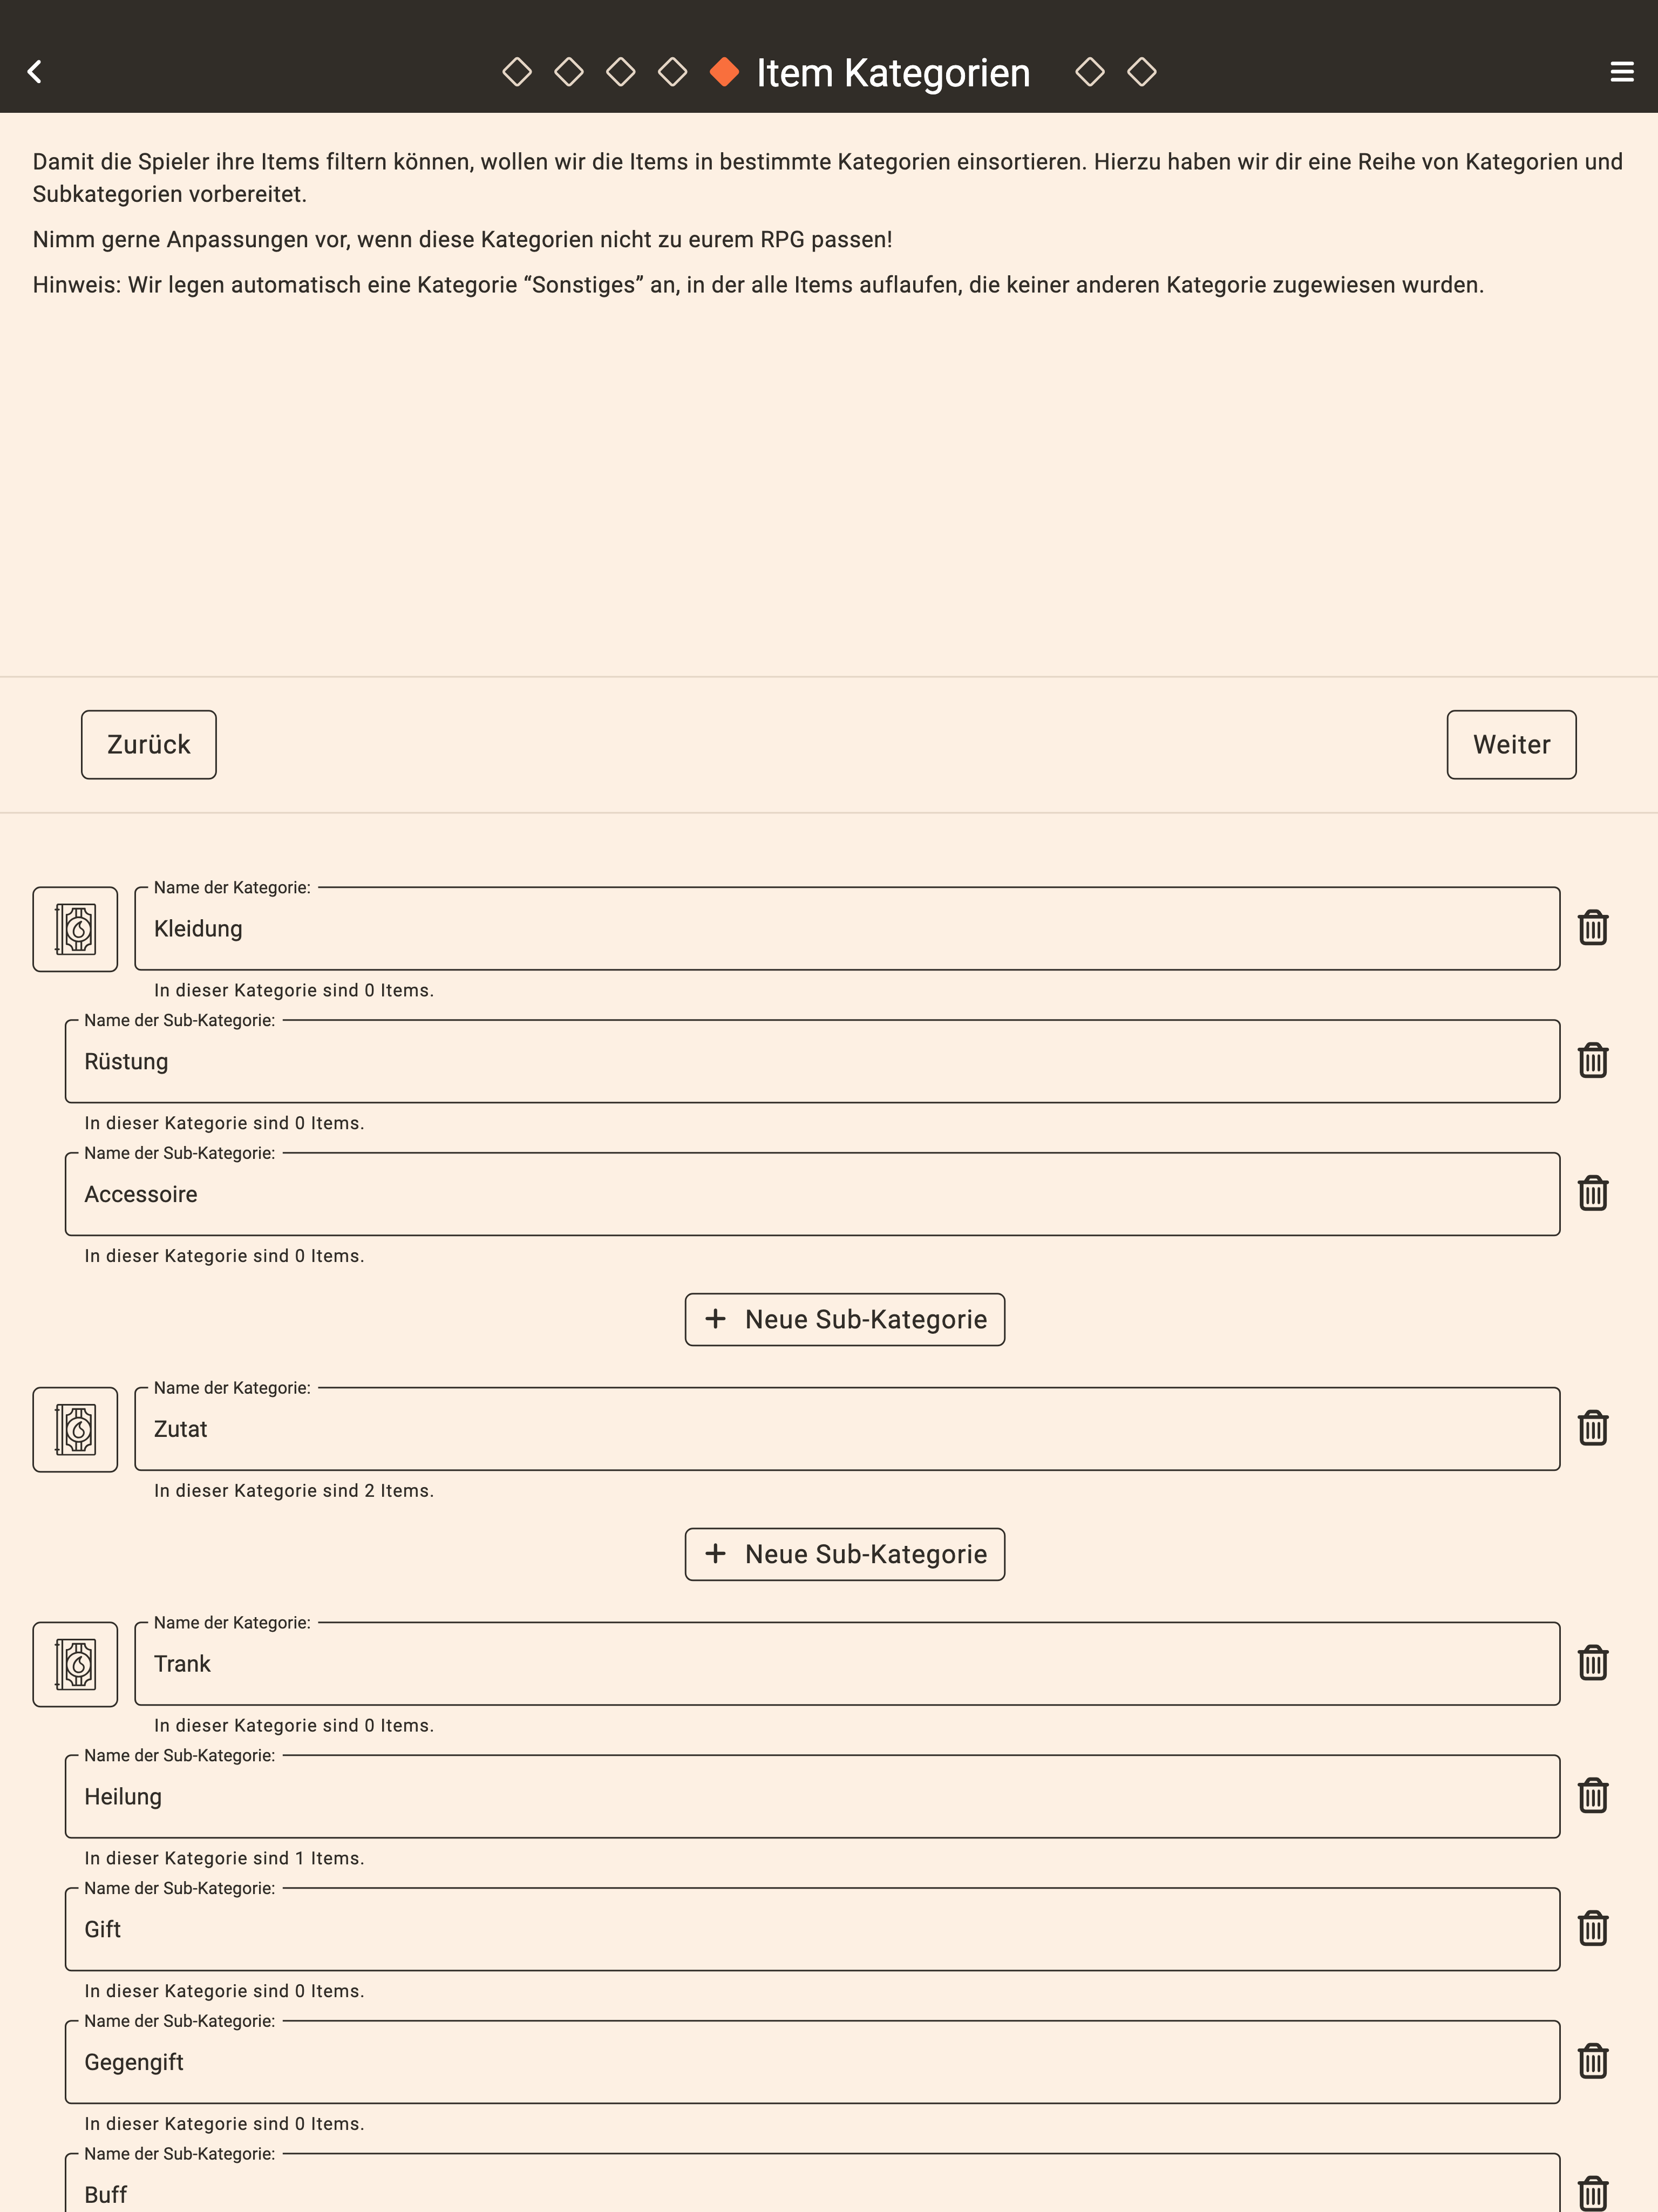 Item Kategorien
Damit die Spieler ihre Items filtern können, wollen wir die Items in bestimmte Kategorien einsortieren. Hierzu haben wir dir eine Reihe von Kategorien und
Subkategorien vorbereitet.
Nimm gerne Anpassungen vor, wenn diese Kategorien nicht zu eurem RPG passen!
Hinweis: Wir legen automatisch eine Kategorie “Sonstiges” an, in der alle Items auflaufen, die keiner anderen Kategorie zugewiesen wurden.
Zurück
Weiter
Name der Kategorie:
Kleidung
In dieser Kategorie sind 0 Items.
Name der Sub-Kategorie:
Rüstung
In dieser Kategorie sind 0 Items.
Name der Sub-Kategorie:
Accessoire
In dieser Kategorie sind 0 Items.
+ Neue Sub-Kategorie
Name der Kategorie:
Zutat
In dieser Kategorie sind 2 Items.
+ Neue Sub-Kategorie
Name der Kategorie:
Trank
In dieser Kategorie sind 0 Items.
Name der Sub-Kategorie:
Heilung
In dieser Kategorie sind 1 Items.
Name der Sub-Kategorie:
Gift
In dieser Kategorie sind 0 Items.
Name der Sub-Kategorie:
Gegengift
In dieser Kategorie sind 0 Items.
Name der Sub-Kategorie:
Buff